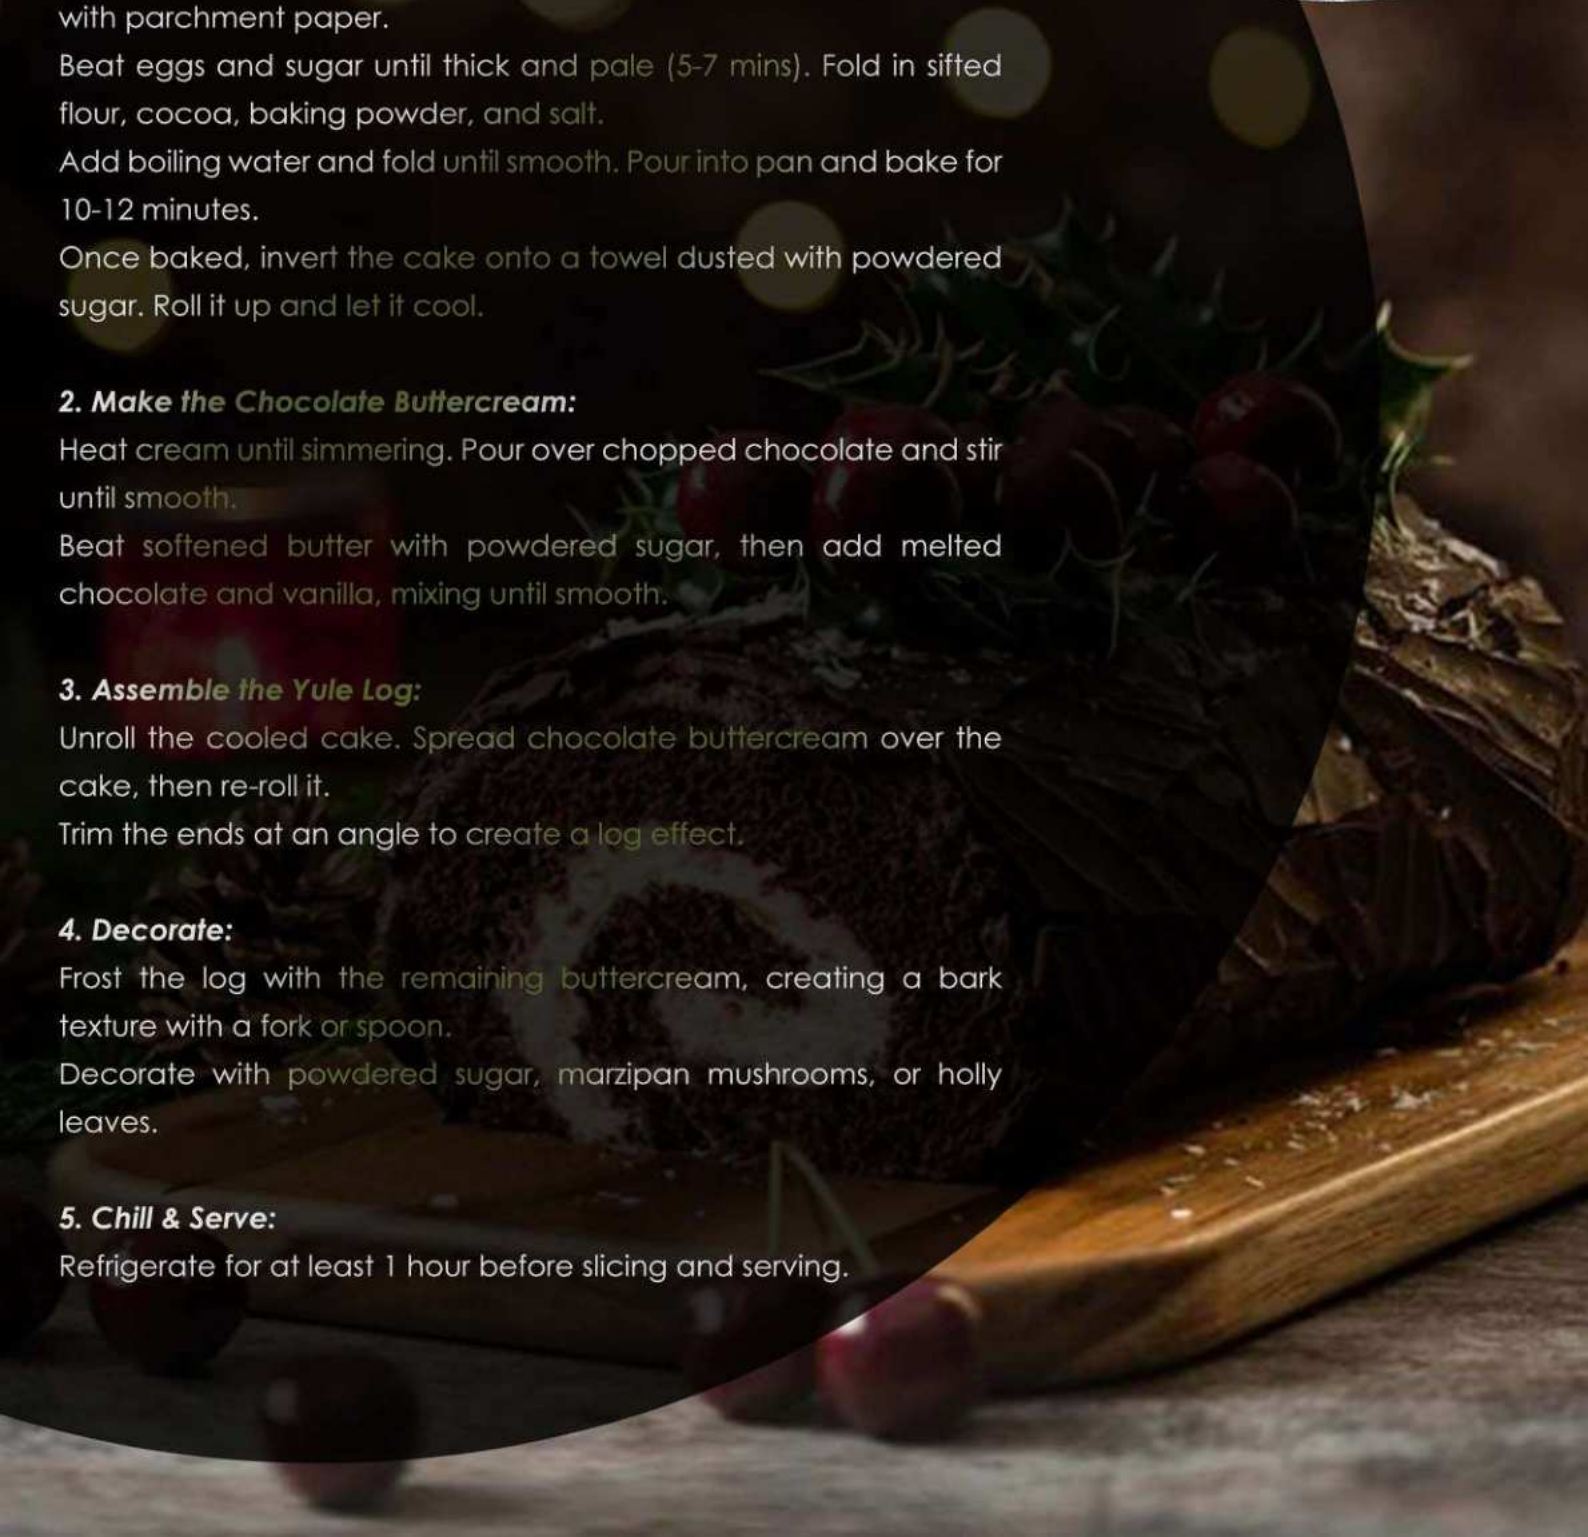 with parchment paper.
Beat eggs and sugar until thick and pale (5-7 mins). Fold in sifted
flour, cocoa, baking powder, and salt.
Add boiling water and fold until smooth. Pour into pan and bake for
10-12 minutes.
Once baked, invert the cake onto a towel dusted with powdered
sugar. Roll it up and let it cool.
2. Make the Chocolate Buttercream:
Heat cream until simmering. Pour over chopped chocolate and stir
until smooth.
Beat softened butter with powdered sugar, then add melted
chocolate and vanilla, mixing until smooth.
3. Assemble the Yule Log:
Unroll the cooled cake. Spread chocolate buttercream over the
cake, then re-roll it.
Trim the ends at an angle to create a log effect.
4. Decorate:
Frost the log with the remaining buttercream, creating a bark
texture with a fork or spoon.
Decorate with powdered sugar, marzipan mushrooms, or holly
leaves.
5. Chill & Serve:
Refrigerate for at least 1 hour before slicing and serving.